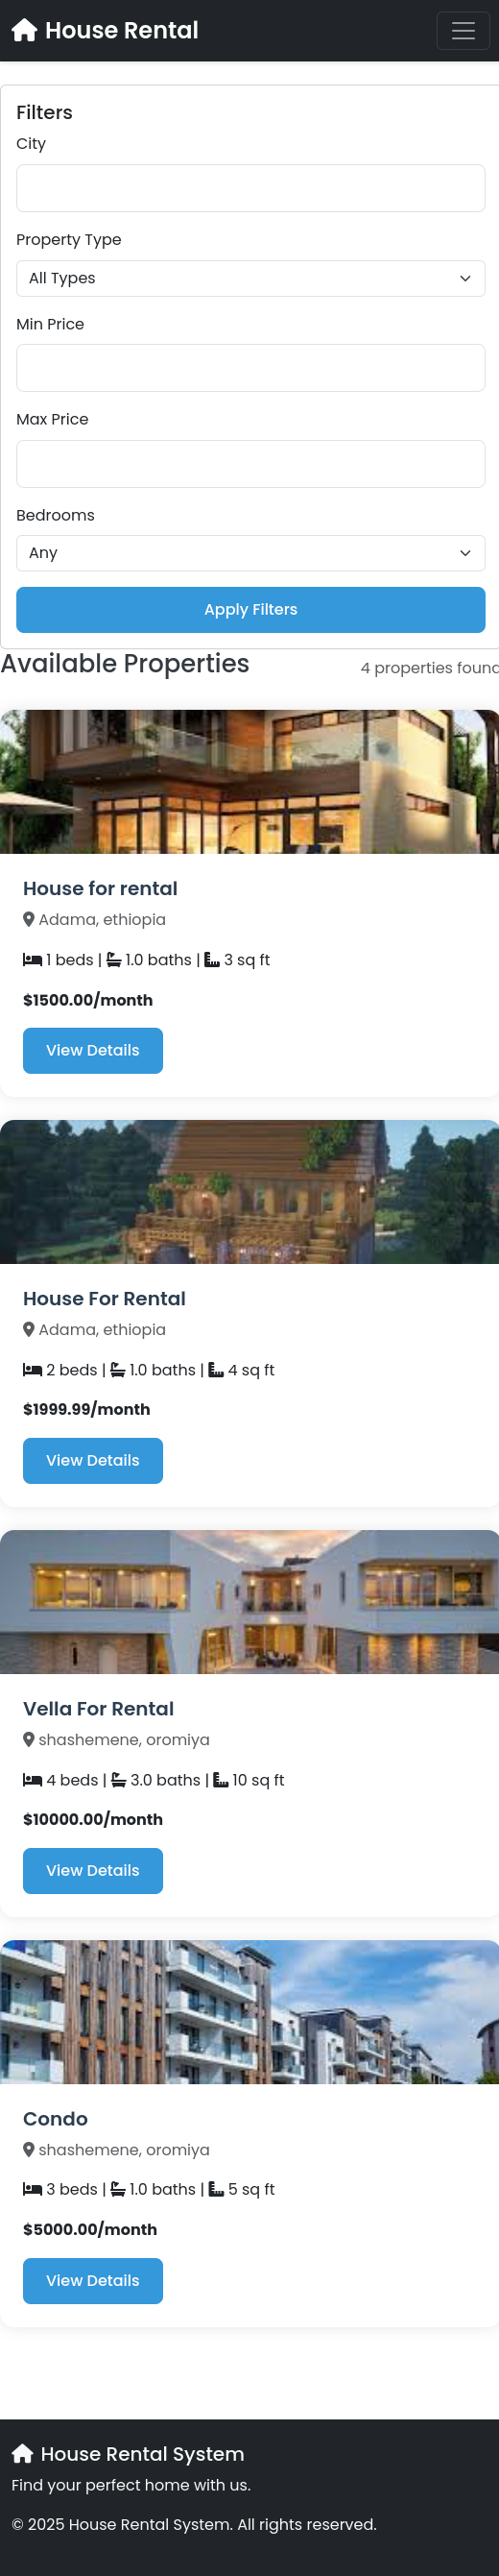 House Rental
Filters
City
Property Type
All Types
Min Price
Max Price
Bedrooms
Any
Apply Filters
Available Properties
4 properties found
House for rental
Adama, ethiopia
1 beds | 1.0 baths | 3 sq ft
$1500.00/month
View Details
House For Rental
Adama, ethiopia
2 beds | 1.0 baths | 4 sq ft
$1999.99/month
View Details
Vella For Rental
shashemene, oromiya
4 beds | 3.0 baths | 10 sq ft
$10000.00/month
View Details
Condo
shashemene, oromiya
3 beds | 1.0 baths | 5 sq ft
$5000.00/month
View Details
House Rental System
Find your perfect home with us.
© 2025 House Rental System. All rights reserved.